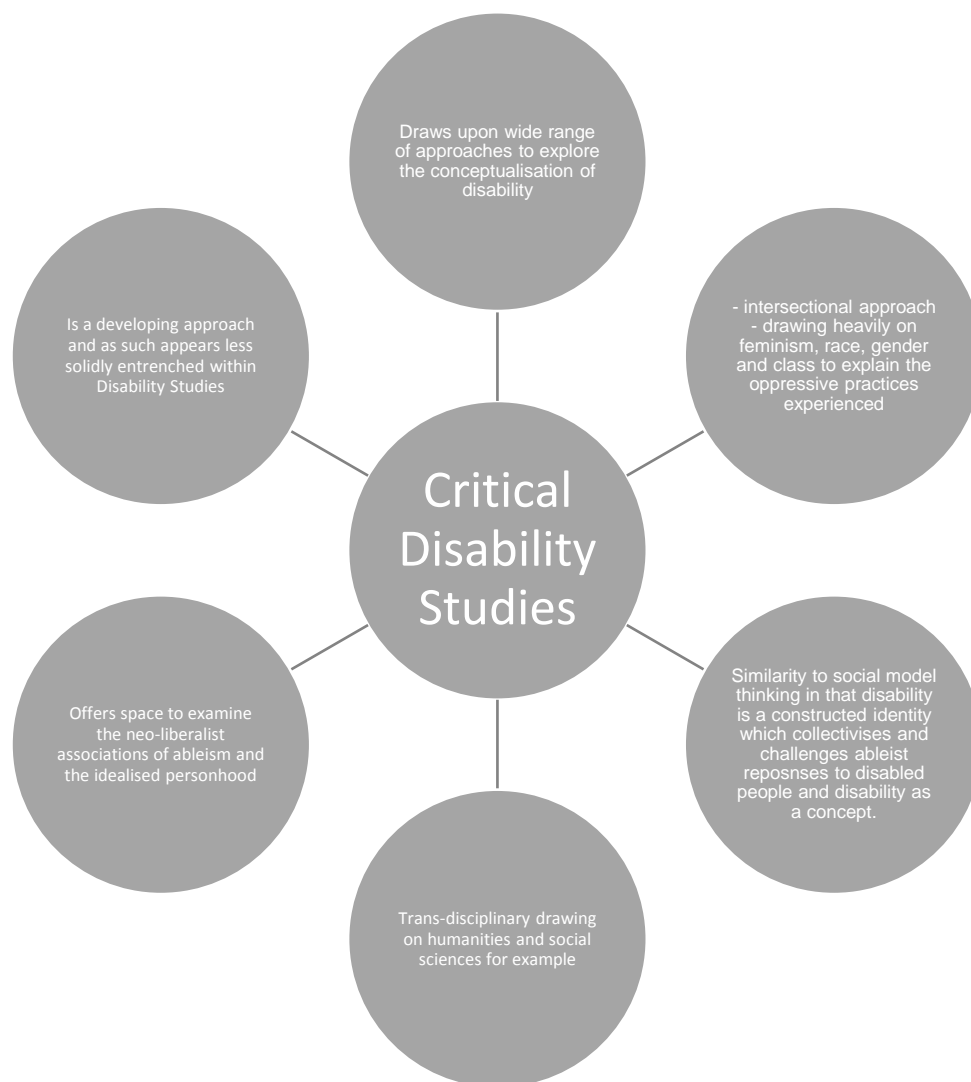 Draws upon wide range
of approaches to explore
the conceptualisation of
disability
- intersectional approach
- drawing heavily on
feminism, race, gender
and class to explain the
oppressive practices
experienced
Similarity to social model
thinking in that disability
is a constructed identity
which collectivises and
challenges ableist
reposnses to disabled
people and disability as
a concept.
Trans-disciplinary drawing
on humanities and social
sciences for example
Offers space to examine
the neo-liberalist
associations of ableism and
the idealised personhood
Is a developing approach
and as such appears less
solidly entrenched within
Disability Studies
Critical
Disability
Studies